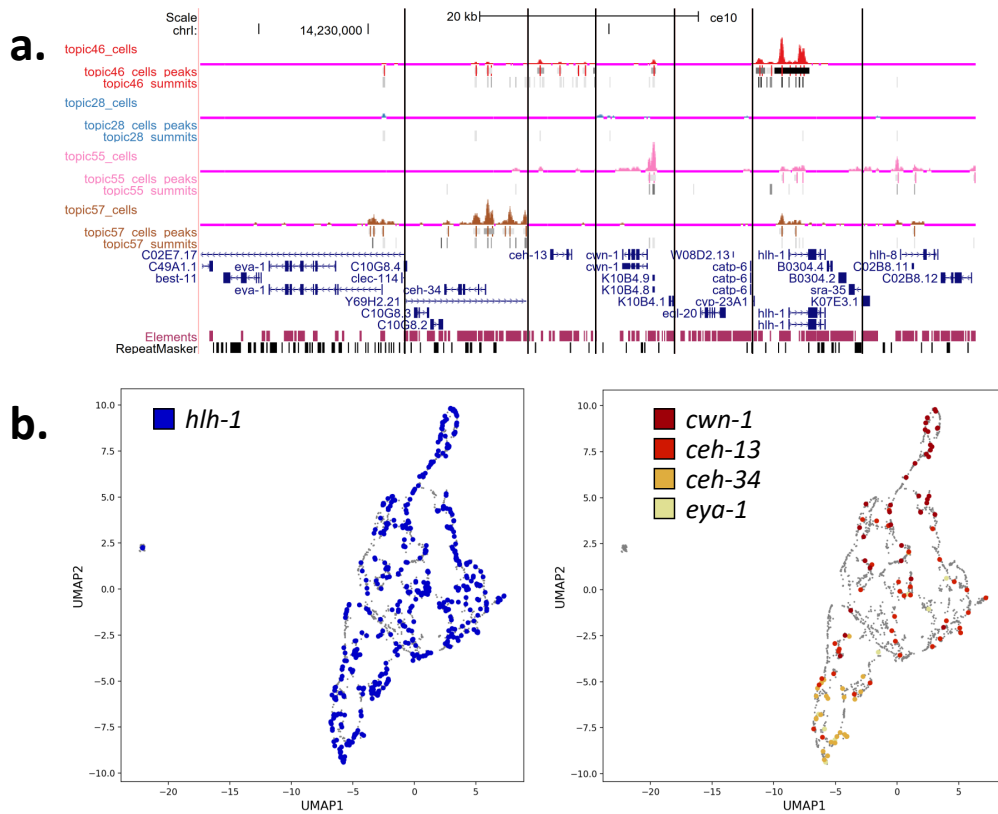 a.
Scale 20 kb ce10
chrI: 14,230,000
topic46_cells
topic46_cells_peaks
topic46_summits
topic28_cells
topic28_cells_peaks
topic28_summits
topic55_cells
topic55_cells_peaks
topic55_summits
topic57_cells
topic57_cells_peaks
topic57_summits
C02E7.17 ceh-13 cwn-1 W08D2.13 hlh-1 hlh-8
C49A1.1 eya-1 C10G8.4 cwn-1 catp-6 B0304.4 C02B8.11
best-11 clec-114 K10B4.9 catp-6 B0304.2 C02B8.12
eya-1 ceh-34 K10B4.8 catp-6 sra-35
Y69H2.21 K10B4.1 cyp-23A1 K07E3.1
C10G8.3 egl-20 hlh-1
C10G8.2 hlh-1
Elements
RepeatMasker
b.
hlh-1
10.0
7.5
5.0
2.5
0.0
−2.5
−5.0
−7.5
−10.0
UMAP2
−20 −15 −10 −5 0 5
UMAP1
cwn-1
ceh-13
ceh-34
eya-1
10.0
7.5
5.0
2.5
0.0
−2.5
−5.0
−7.5
−10.0
UMAP2
−20 −15 −10 −5 0 5
UMAP1